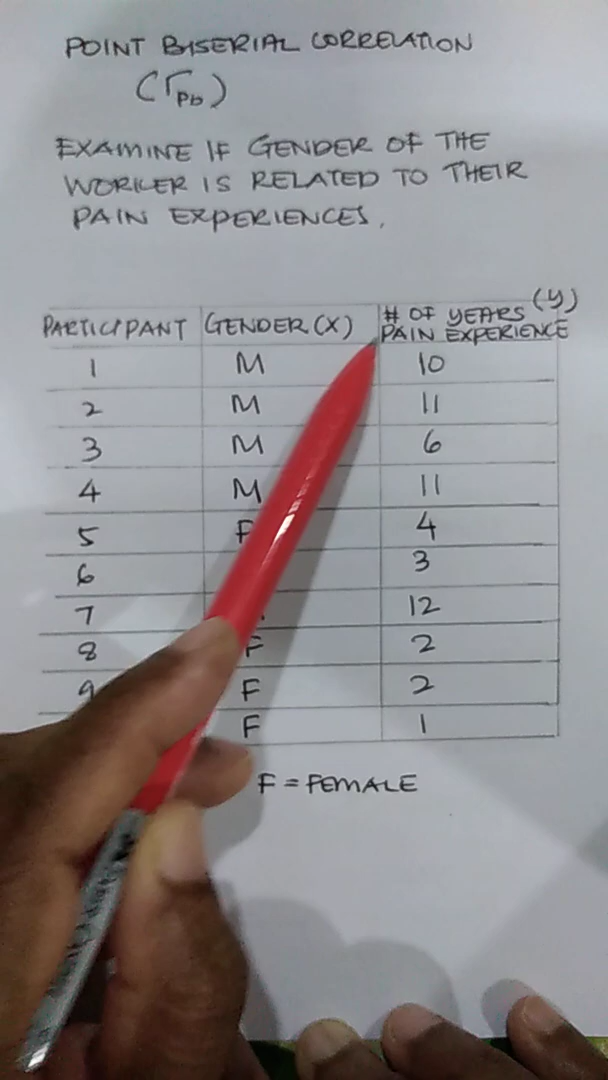 POINT BISERIAL CORRELATION
(rpb)
EXAMINE IF GENDER OF THE
WORKER IS RELATED TO THEIR
PAIN EXPERIENCES.
PARTICIPANT GENDER (X) # OF YEARS (Y)
PAIN EXPERIENCE
1 M 10
2 M 11
3 M 6
4 M 11
5 F 4
6 3
7 12
8 F 2
9 F 2
F 1
F = FEMALE